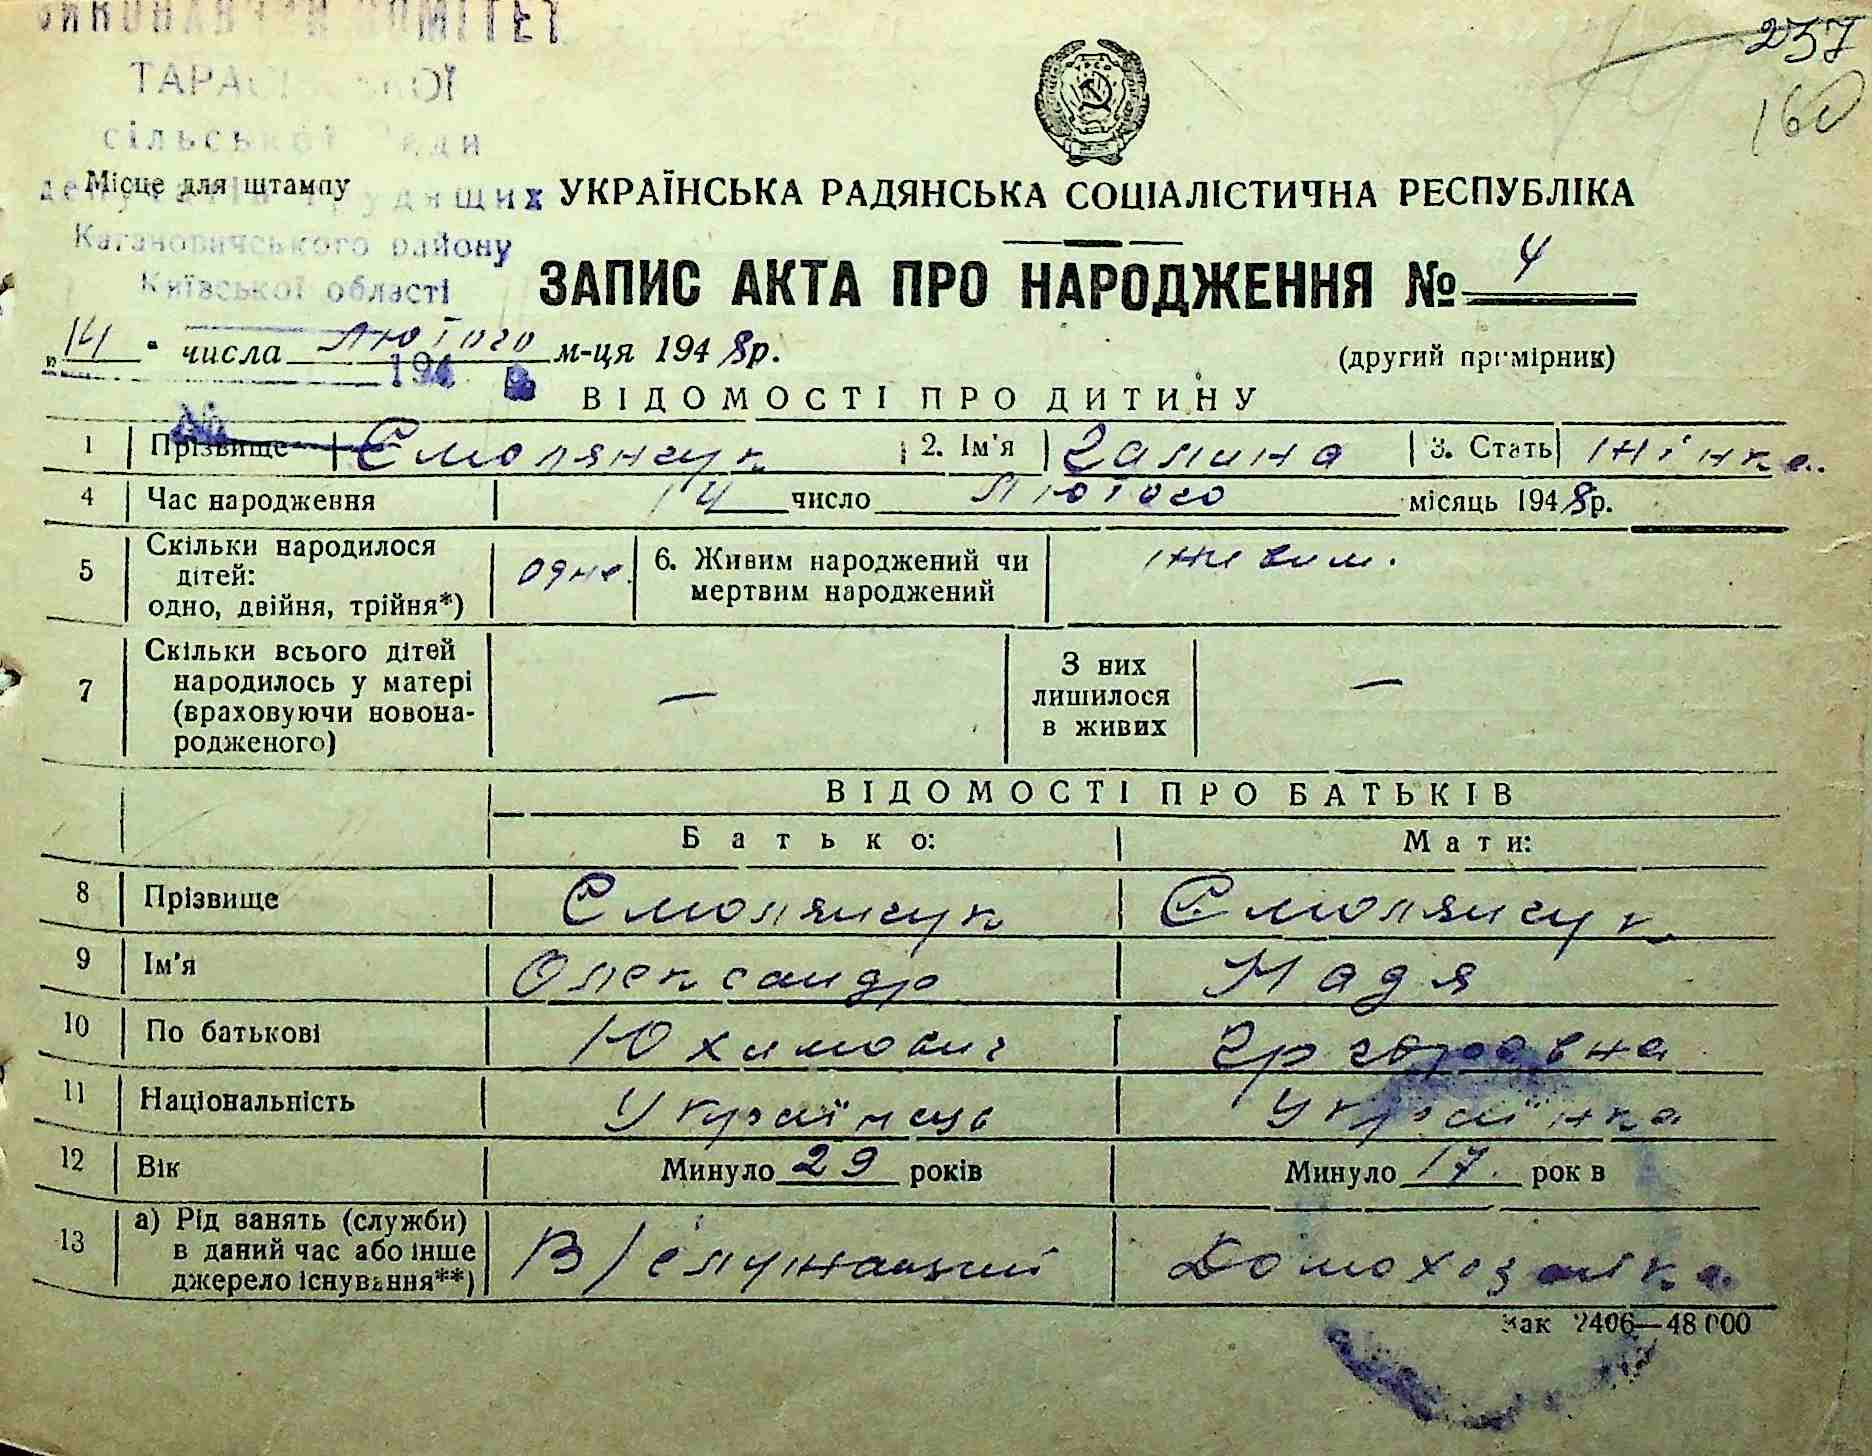 ВИКОНАВЧИЙ КОМІТЕТ
сільської Ради
депутатів трудящих
Кагановичського району
Київської області
194
237
160
Місце для штампу
УКРАЇНСЬКА РАДЯНСЬКА СОЦІАЛІСТИЧНА РЕСПУБЛІКА
ЗАПИС АКТА ПРО НАРОДЖЕННЯ № 4
„14" числа Лютого м-ця 1948 р.
(другий примірник)
ВІДОМОСТІ ПРО ДИТИНУ
1 Прізвище Смолянчук 2. Ім'я Галина 3. Стать Жінка.
4 Час народження 14 число Лютого місяць 1948 р.
5 Скільки народилося дітей: одно, двійня, трійня*) одне. 6. Живим народжений чи мертвим народжений живим.
7 Скільки всього дітей народилось у матері (враховуючи новонародженого) — З них лишилося в живих —
ВІДОМОСТІ ПРО БАТЬКІВ
Батько: Мати:
8 Прізвище Смолянчук Смолянчук
9 Ім'я Олександр Надя
10 По батькові Юхимович Григоровна
11 Національність Українець Українка
12 Вік Минуло 29 років Минуло 17. років
13 а) Рід занять (служби) в даний час або інше джерело існування**) В/служащий Домохозяйка
Зак 2406—48 000